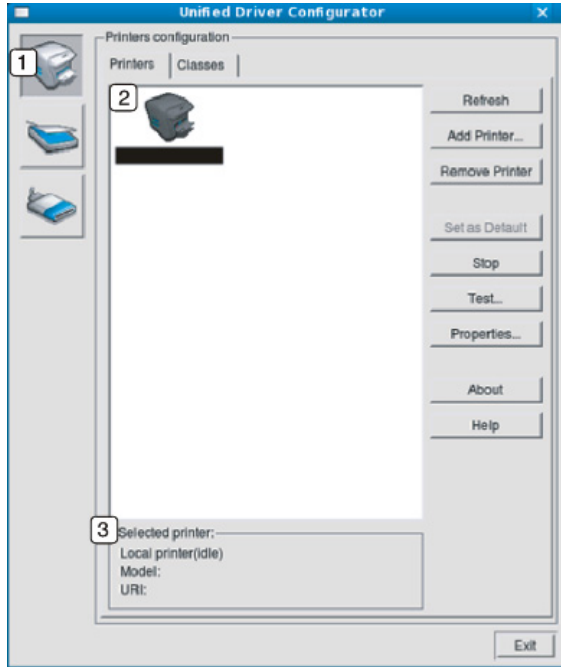 Unified Driver Configurator
1
Printers configuration
Printers
Classes
2
Refresh
Add Printer...
Remove Printer
Set as Default
Stop
Test...
Properties...
About
Help
3
Selected printer:
Local printer(idle)
Model:
URI:
Exit